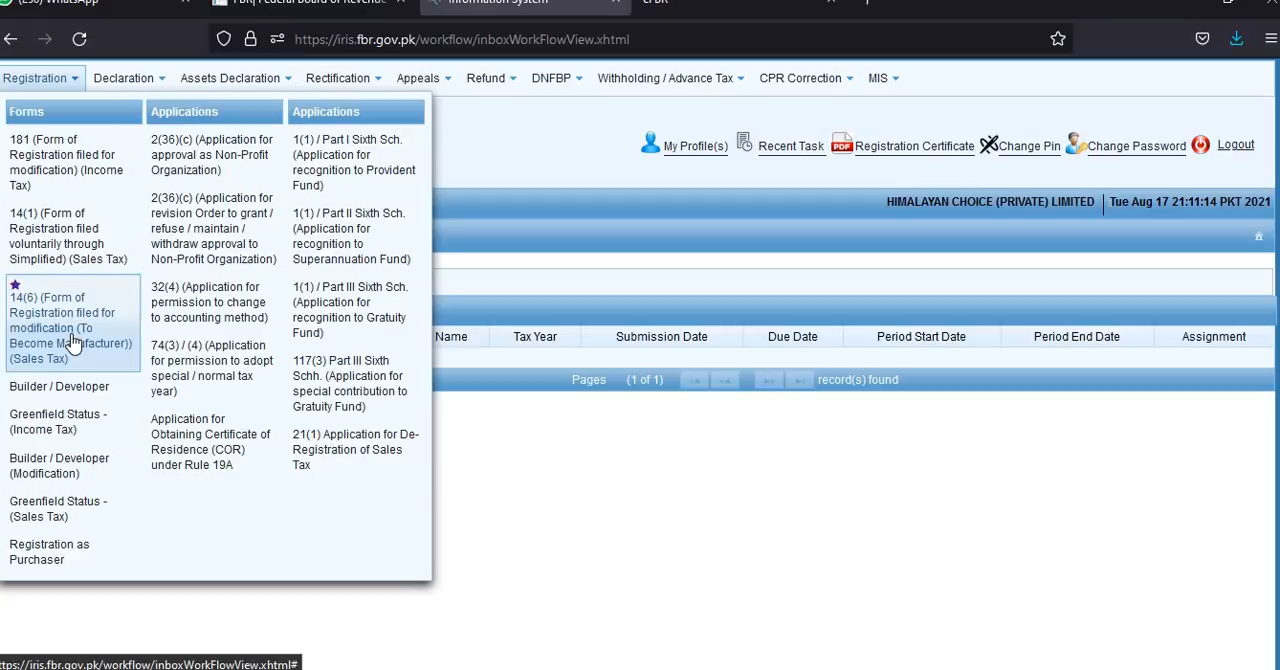 WhatsApp
FBR| Federal Board of Revenue
Information System
eFBR
https://iris.fbr.gov.pk/workflow/inboxWorkFlowView.xhtml
Registration
Declaration
Assets Declaration
Rectification
Appeals
Refund
DNFBP
Withholding / Advance Tax
CPR Correction
MIS
Forms
181 (Form of
Registration filed for
modification) (Income
Tax)
14(1) (Form of
Registration filed
voluntarily through
Simplified) (Sales Tax)
14(6) (Form of
Registration filed for
modification (To
Become Manufacturer))
(Sales Tax)
Builder / Developer
Greenfield Status -
(Income Tax)
Builder / Developer
(Modification)
Greenfield Status -
(Sales Tax)
Registration as
Purchaser
Applications
2(36)(c) (Application for
approval as Non-Profit
Organization)
2(36)(c) (Application for
revision Order to grant /
refuse / maintain /
withdraw approval to
Non-Profit Organization)
32(4) (Application for
permission to change
to accounting method)
74(3) / (4) (Application
for permission to adopt
special / normal tax
year)
Application for
Obtaining Certificate of
Residence (COR)
under Rule 19A
Applications
1(1) / Part I Sixth Sch.
(Application for
recognition to Provident
Fund)
1(1) / Part II Sixth Sch.
(Application for
recognition to
Superannuation Fund)
1(1) / Part III Sixth Sch.
(Application for
recognition to Gratuity
Fund)
117(3) Part III Sixth
Schh. (Application for
special contribution to
Gratuity Fund)
21(1) Application for De-
Registration of Sales
Tax
My Profile(s)
Recent Task
PDF
Registration Certificate
Change Pin
Change Password
Logout
HIMALAYAN CHOICE (PRIVATE) LIMITED
Tue Aug 17 21:11:14 PKT 2021
Name
Tax Year
Submission Date
Due Date
Period Start Date
Period End Date
Assignment
Pages (1 of 1) record(s) found
https://iris.fbr.gov.pk/workflow/inboxWorkFlowView.xhtml#